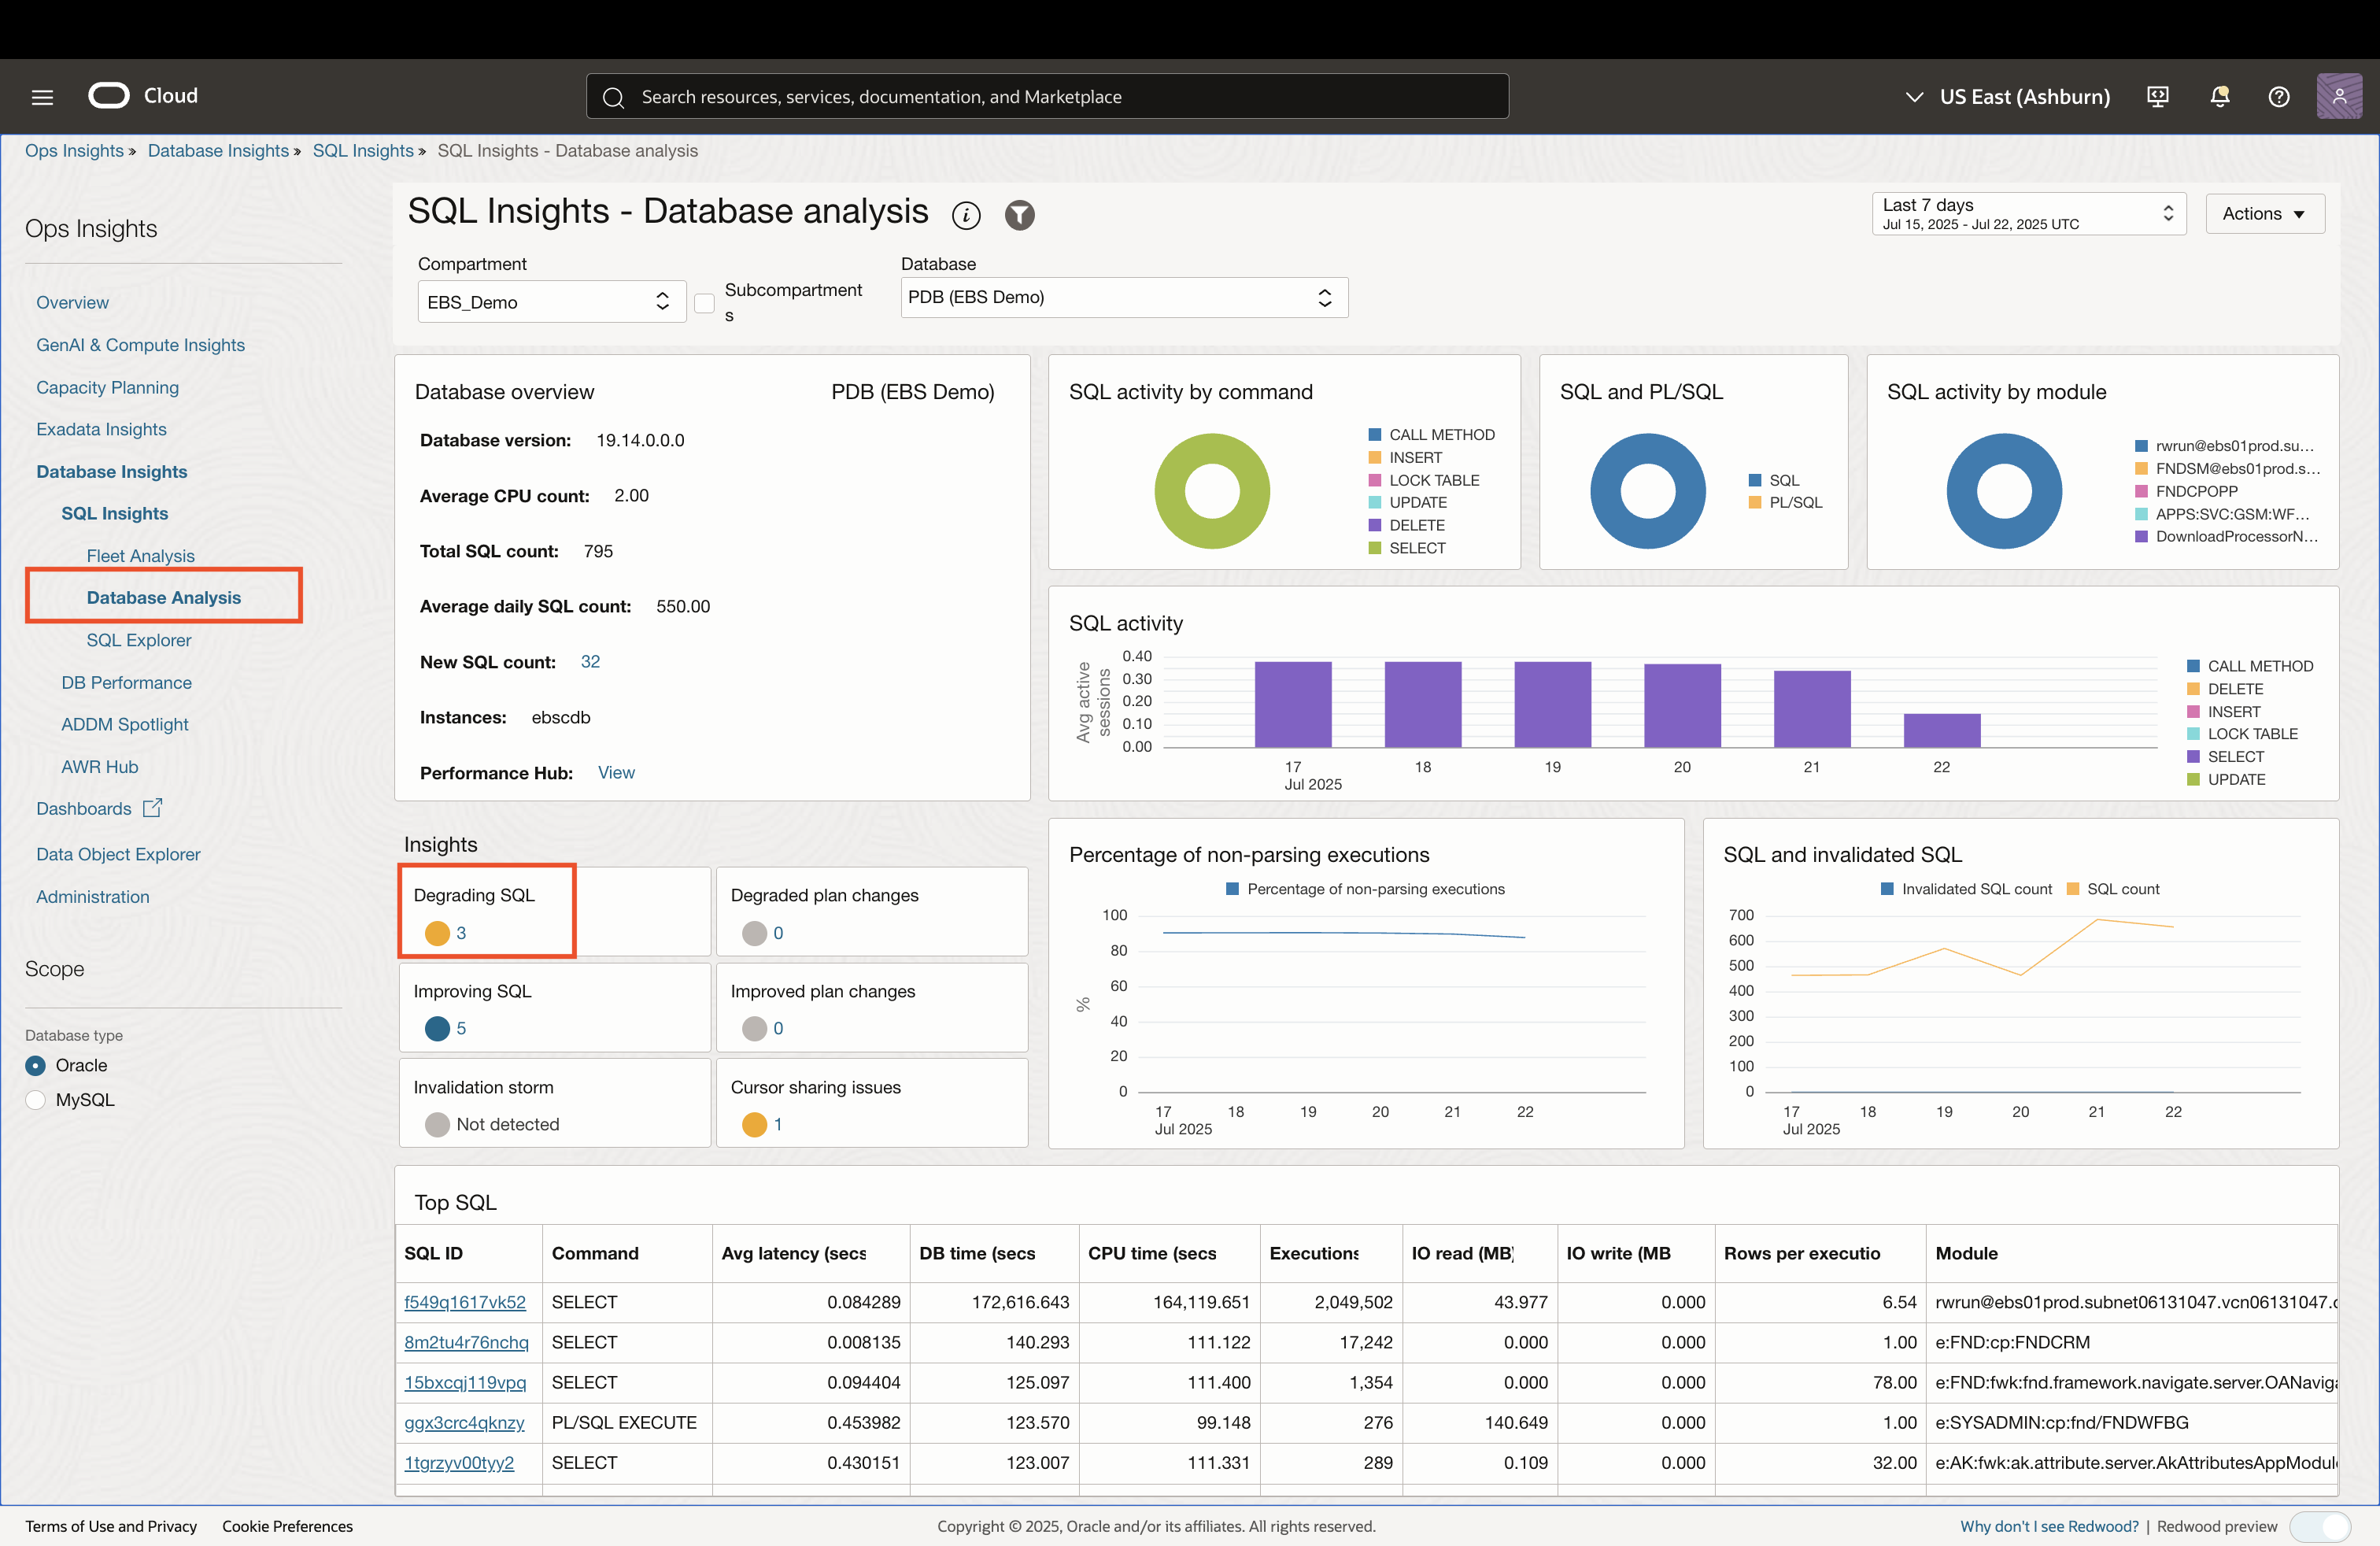 Cloud
Search resources, services, documentation, and Marketplace
US East (Ashburn)
Ops Insights » Database Insights » SQL Insights » SQL Insights - Database analysis
Ops Insights
Overview
GenAI & Compute Insights
Capacity Planning
Exadata Insights
Database Insights
SQL Insights
Fleet Analysis
Database Analysis
SQL Explorer
DB Performance
ADDM Spotlight
AWR Hub
Dashboards
Data Object Explorer
Administration
Scope
Database type
Oracle
MySQL
SQL Insights - Database analysis
Last 7 days
Jul 15, 2025 - Jul 22, 2025 UTC
Actions
Compartment
EBS_Demo
Subcompartment
s
Database
PDB (EBS Demo)
Database overview PDB (EBS Demo)
Database version: 19.14.0.0.0
Average CPU count: 2.00
Total SQL count: 795
Average daily SQL count: 550.00
New SQL count: 32
Instances: ebscdb
Performance Hub: View
SQL activity by command
CALL METHOD
INSERT
LOCK TABLE
UPDATE
DELETE
SELECT
SQL and PL/SQL
SQL
PL/SQL
SQL activity by module
rwrun@ebs01prod.su...
FNDSM@ebs01prod.s...
FNDCPOPP
APPS:SVC:GSM:WF...
DownloadProcessorN...
SQL activity
Avg active
sessions
0.40
0.30
0.20
0.10
0.00
17 18 19 20 21 22
Jul 2025
CALL METHOD
DELETE
INSERT
LOCK TABLE
SELECT
UPDATE
Insights
Degrading SQL
3
Degraded plan changes
0
Improving SQL
5
Improved plan changes
0
Invalidation storm
Not detected
Cursor sharing issues
1
Percentage of non-parsing executions
Percentage of non-parsing executions
%
100
80
60
40
20
0
17 18 19 20 21 22
Jul 2025
SQL and invalidated SQL
Invalidated SQL count SQL count
700
600
500
400
300
200
100
0
17 18 19 20 21 22
Jul 2025
Top SQL
SQL ID Command Avg latency (secs DB time (secs CPU time (secs Executions IO read (MB) IO write (MB Rows per executio Module
f549q1617vk52 SELECT 0.084289 172,616.643 164,119.651 2,049,502 43.977 0.000 6.54 rwrun@ebs01prod.subnet06131047.vcn06131047.
8m2tu4r76nchq SELECT 0.008135 140.293 111.122 17,242 0.000 0.000 1.00 e:FND:cp:FNDCRM
15bxcqj119vpq SELECT 0.094404 125.097 111.400 1,354 0.000 0.000 78.00 e:FND:fwk:fnd.framework.navigate.server.OANaviga
ggx3crc4qknzy PL/SQL EXECUTE 0.453982 123.570 99.148 276 140.649 0.000 1.00 e:SYSADMIN:cp:fnd/FNDWFBG
1tgrzyv00tyy2 SELECT 0.430151 123.007 111.331 289 0.109 0.000 32.00 e:AK:fwk:ak.attribute.server.AkAttributesAppModul
Terms of Use and Privacy Cookie Preferences
Copyright © 2025, Oracle and/or its affiliates. All rights reserved.
Why don't I see Redwood? | Redwood preview